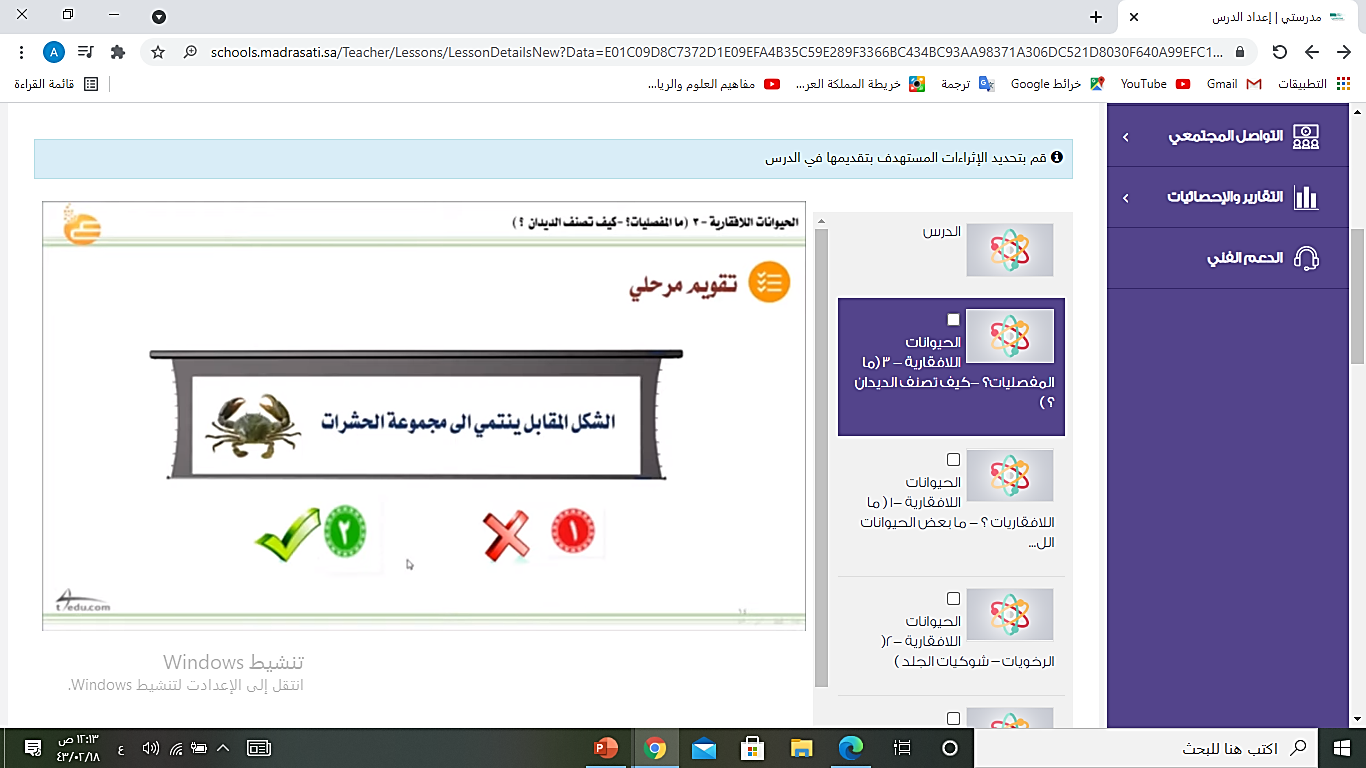 مدرستي | إعداد الدرس
schools.madrasati.sa/Teacher/Lessons/LessonDetailsNew?Data=E01C09D8C7372D1E09EFA4B35C55E289F3366BC434BC93AA98371A306DC521D8030F640A99EFC1...
A
التطبيقات
Gmail
YouTube
خرائط Google
ترجمة
خريطة المملكة العر...
مفاهيم العلوم والريا...
قائمة القراءة
التواصل المجتمعي
التقارير والإحصائيات
الدعم الفني
قم بتحديد الإثراءات المستهدف بتقديمها في الدرس
الدرس
الحيوانات
اللافقارية – ٣ (ما
المفصليات؟ –كيف تصنف الديدان
؟ )
الحيوانات
اللافقارية –١ ( ما
اللافقاريات ؟ – ما بعض الحيوانات
الل...
الحيوانات
اللافقارية –٢(
الرخويات – شوكيات الجلد )
الحيوانات اللافقارية - ٣ (ما المفصليات؟ -كيف تصنف الديدان ؟ )
تقويم مرحلي
الشكل المقابل ينتمي الى مجموعة الحشرات
١
٢
t4edu.com
تنشيط Windows
انتقل إلى الإعدادت لتنشيط Windows.
اكتب هنا للبحث
ع
١٢:١٣ ص
٤٣/٠٢/١٨